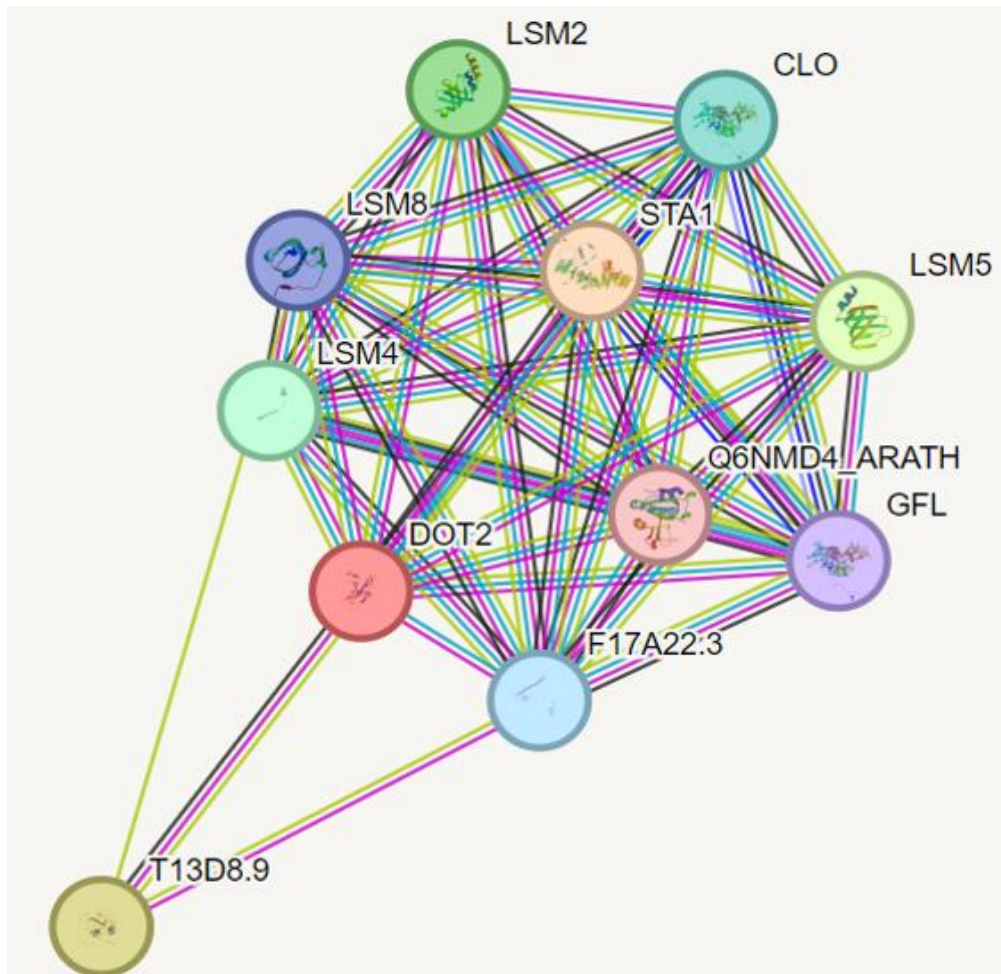 LSM2
CLO
LSM8
STA1
LSM5
LSM4
Q6NMD4_ARATH
GFL
DOT2
F17A22.3
T13D8.9